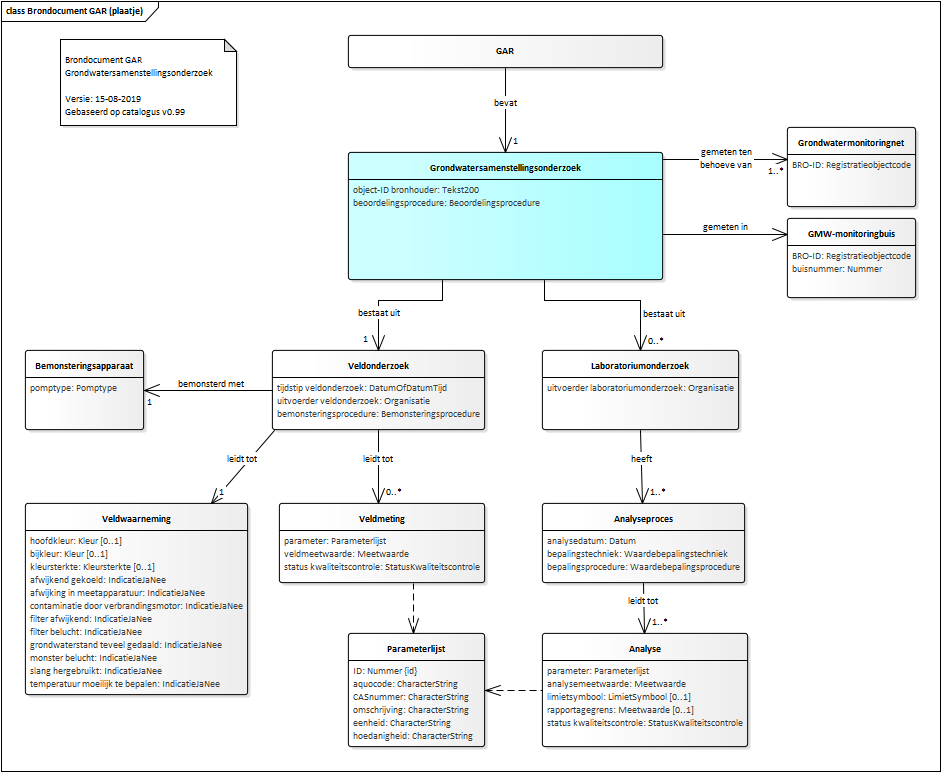 class Brondocument GAR (plaatje)
Brondocument GAR
Grondwatersamenstellingsonderzoek
Versie: 15-08-2019
Gebaseerd op catalogus v0.99
GAR
bevat
1
Grondwatersamenstellingsonderzoek
object-ID bronhouder: Tekst200
beoordelingsprocedure: Beoordelingsprocedure
gemeten ten
behoeve van
1..*
Grondwatermonitoringnet
BRO-ID: Registratieobjectcode
gemeten in
GMW-monitoringbuis
BRO-ID: Registratieobjectcode
buisnummer: Nummer
bestaat uit
1
bestaat uit
0..*
Bemonsteringsapparaat
pomptype: Pomptype
bemonsterd met
1
Veldonderzoek
tijdstip veldonderzoek: DatumOfDatumTijd
uitvoerder veldonderzoek: Organisatie
bemonsteringsprocedure: Bemonsteringsprocedure
Laboratoriumonderzoek
uitvoerder laboratoriumonderzoek: Organisatie
leidt tot
1
leidt tot
0..*
heeft
1..*
Veldwaarneming
hoofdkleur: Kleur [0..1]
bijkleur: Kleur [0..1]
kleursterkte: Kleursterkte [0..1]
afwijkend gekoeld: IndicatieJaNee
afwijking in meetapparatuur: IndicatieJaNee
contaminatie door verbrandingsmotor: IndicatieJaNee
filter afwijkend: IndicatieJaNee
filter belucht: IndicatieJaNee
grondwaterstand teveel gedaald: IndicatieJaNee
monster belucht: IndicatieJaNee
slang hergebruikt: IndicatieJaNee
temperatuur moeilijk te bepalen: IndicatieJaNee
Veldmeting
parameter: Parameterlijst
veldmeetwaarde: Meetwaarde
status kwaliteitscontrole: StatusKwaliteitscontrole
Analyseproces
analysedatum: Datum
bepalingstechniek: Waardebepalingstechniek
bepalingsprocedure: Waardebepalingsprocedure
leidt tot
1..*
Parameterlijst
ID: Nummer {id}
aquocode: CharacterString
CASnummer: CharacterString
omschrijving: CharacterString
eenheid: CharacterString
hoedanigheid: CharacterString
Analyse
parameter: Parameterlijst
analysemeetwaarde: Meetwaarde
limietsymbool: LimietSymbool [0..1]
rapportagegrens: Meetwaarde [0..1]
status kwaliteitscontrole: StatusKwaliteitscontrole